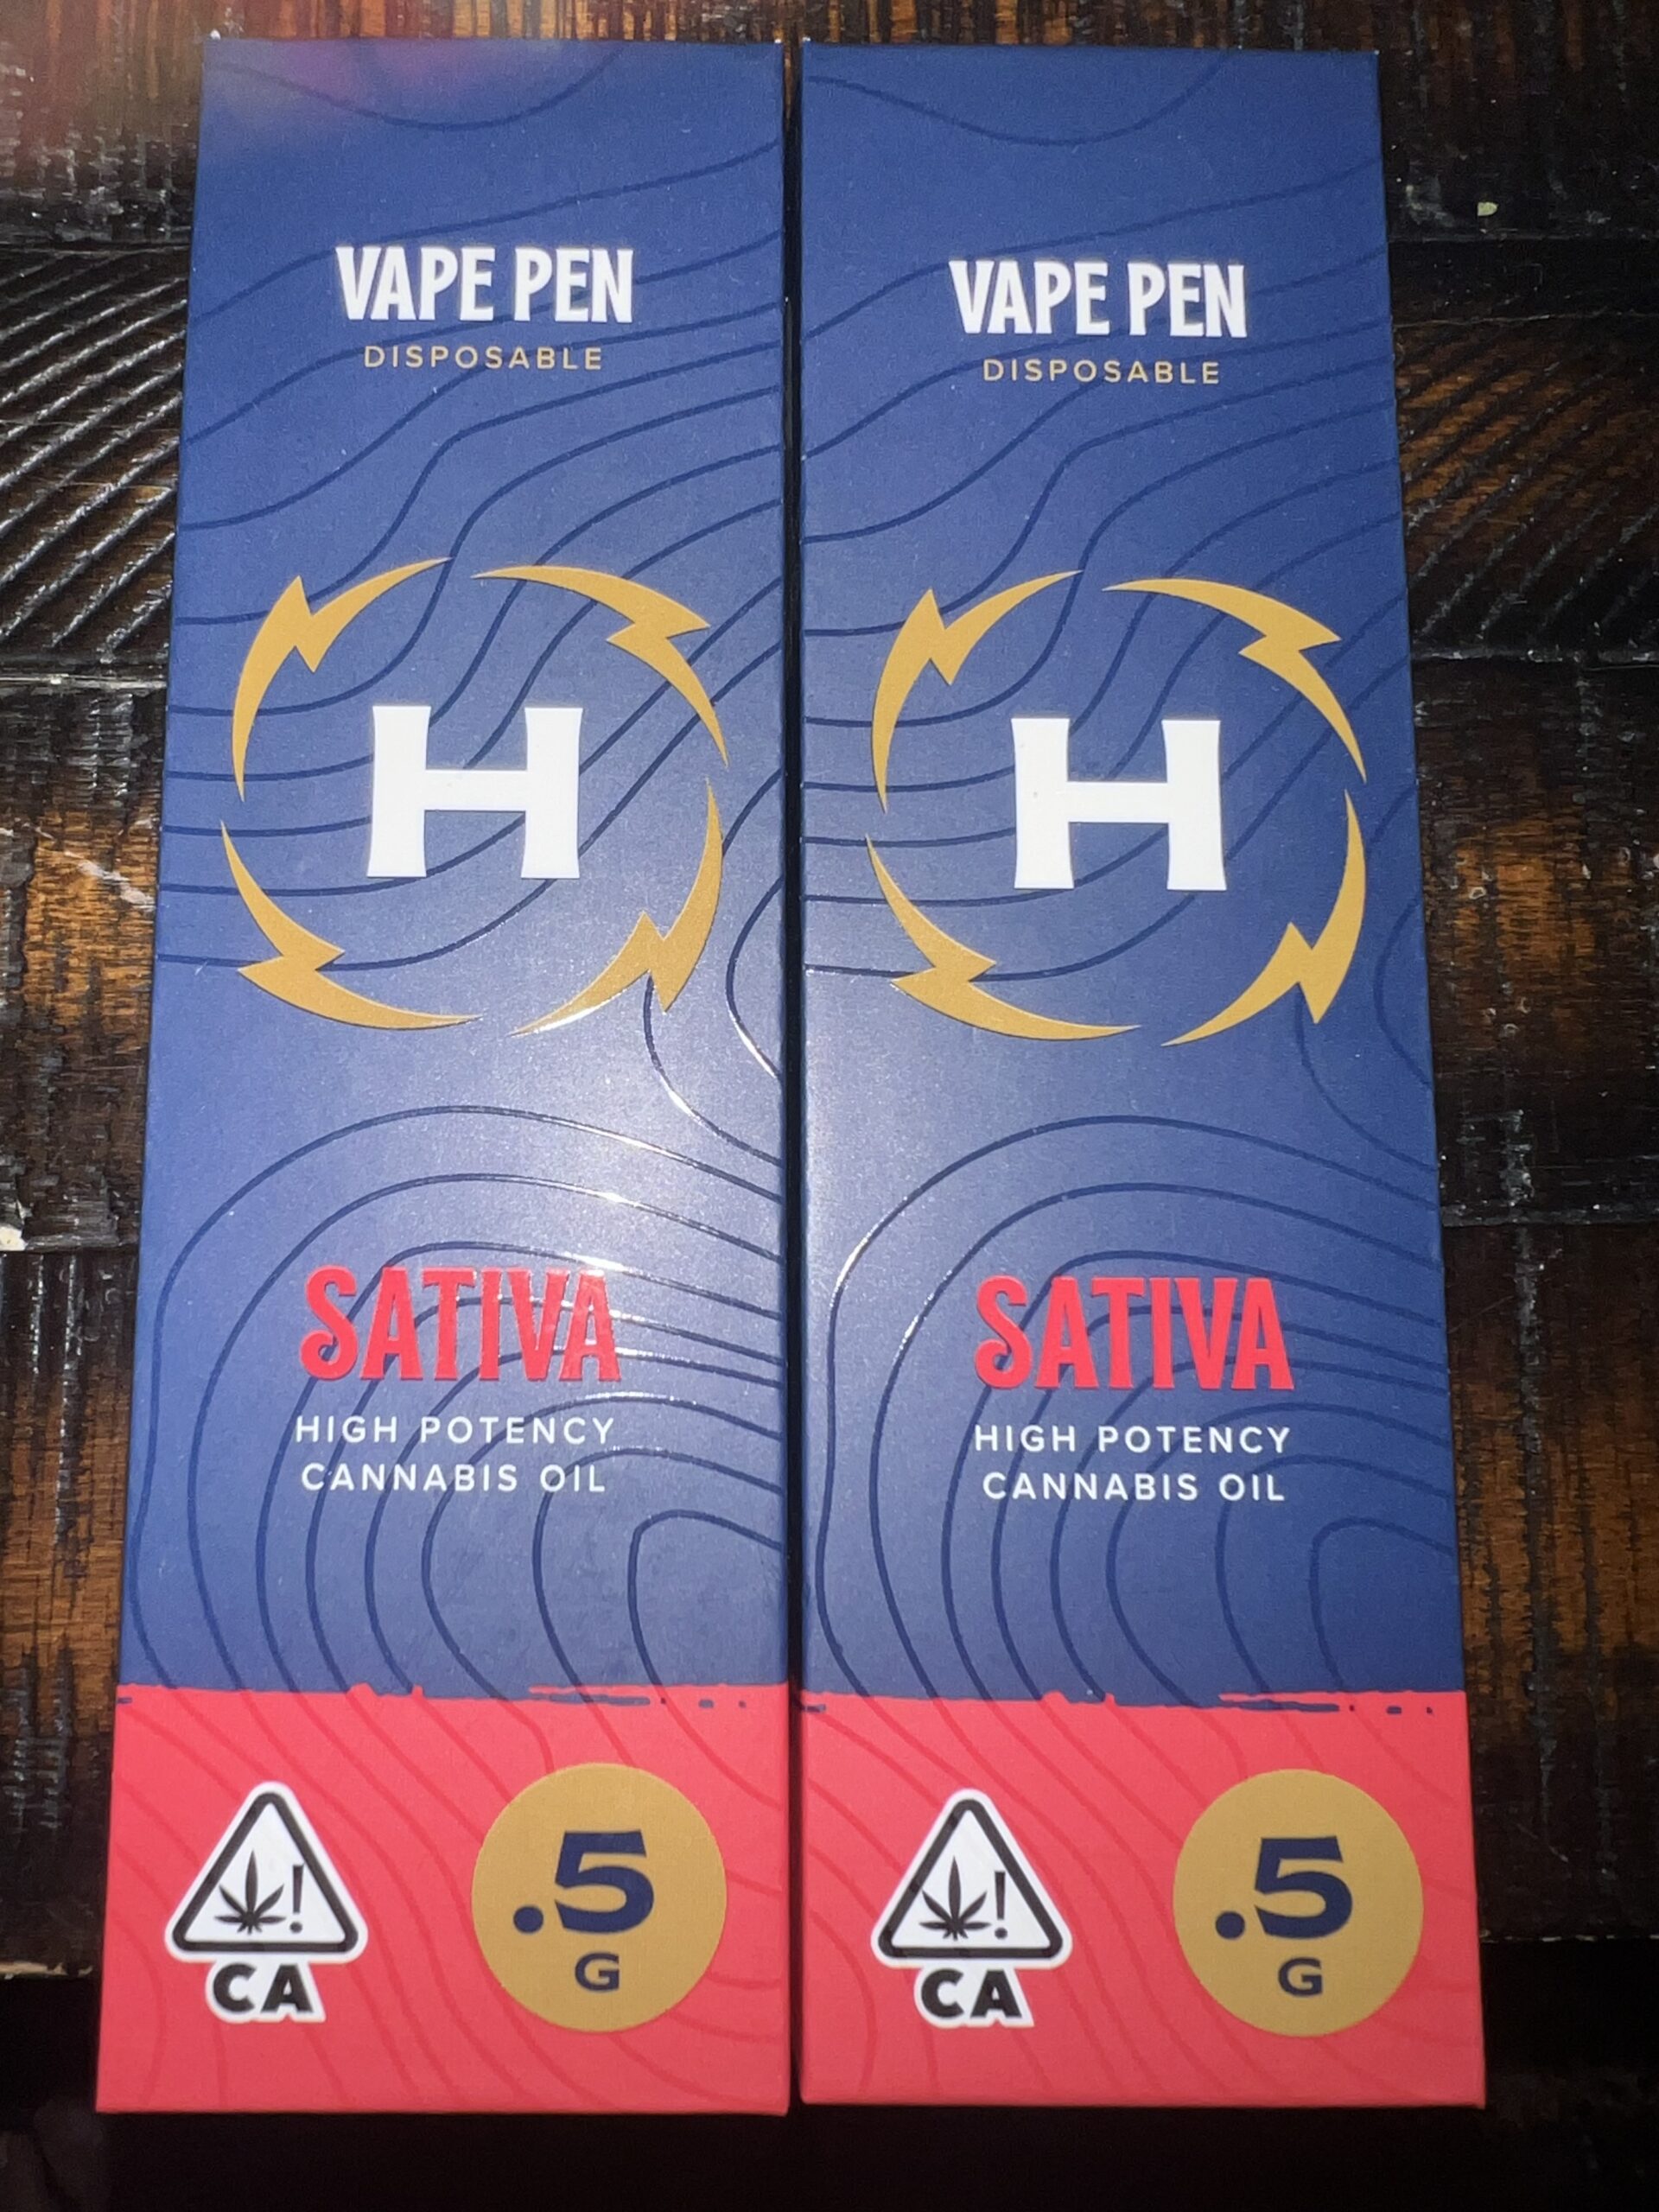 VAPE PEN
DISPOSABLE
H
SATIVA
HIGH POTENCY
CANNABIS OIL
!
CA
.5
G
VAPE PEN
DISPOSABLE
H
SATIVA
HIGH POTENCY
CANNABIS OIL
!
CA
.5
G